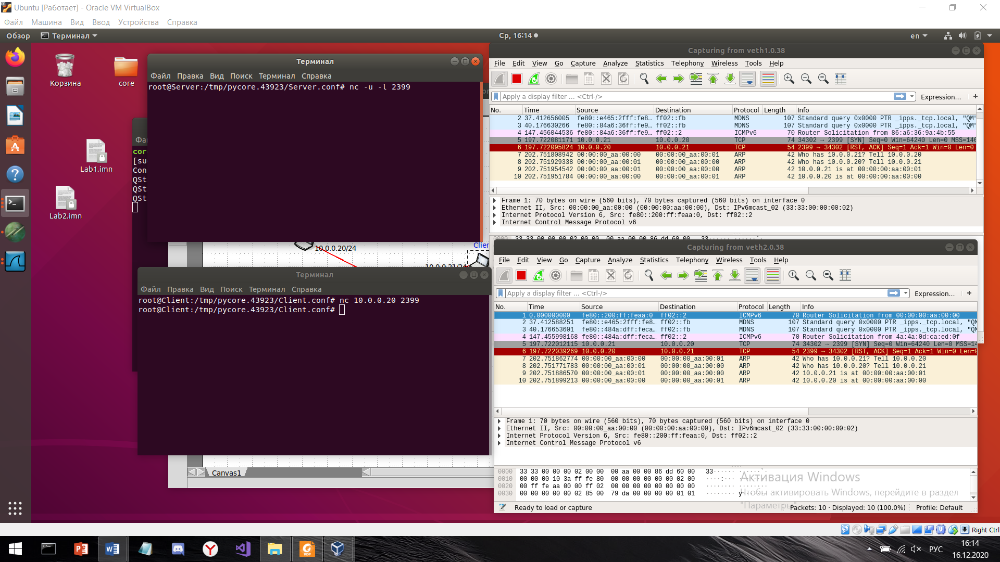 Ubuntu [Работает] - Oracle VM VirtualBox
Файл Машина Вид Ввод Устройства Справка
Обзор Терминал Ср, 16:14 en
Корзина
core
Lab1.imn
Lab2.imn
Терминал
Файл Правка Вид Поиск Терминал Справка
root@Server:/tmp/pycore.43923/Server.conf# nc -u -l 2399
[su
Con
QSt
QSt
QSt
10.0.0.20/24
Терминал
Файл Правка Вид Поиск Терминал Справка
root@Client:/tmp/pycore.43923/Client.conf# nc 10.0.0.20 2399
root@Client:/tmp/pycore.43923/Client.conf#
Canvas1
Capturing from veth1.0.38
File Edit View Go Capture Analyze Statistics Telephony Wireless Tools Help
Apply a display filter ... <Ctrl-/> Expression... +
No. Time Source Destination Protocol Length Info
2 37.412656005 fe80::e465:2fff:fe8… ff02::fb MDNS 107 Standard query 0x0000 PTR _ipps._tcp.local, "QM"
3 40.176630266 fe80::84a6:36ff:fe9… ff02::fb MDNS 107 Standard query 0x0000 PTR _ipps._tcp.local, "QM"
4 147.456044536 fe80::84a6:36ff:fe9… ff02::2 ICMPv6 70 Router Solicitation from 86:a6:36:9a:4b:55
5 197.722081171 10.0.0.21 10.0.0.20 TCP 74 34302 → 2399 [SYN] Seq=0 Win=64240 Len=0 MSS=146
6 197.722095824 10.0.0.20 10.0.0.21 TCP 54 2399 → 34302 [RST, ACK] Seq=1 Ack=1 Win=0 Len=0
7 202.751808942 00:00:00_aa:00:00 00:00:00_aa:00:01 ARP 42 Who has 10.0.0.21? Tell 10.0.0.20
8 202.751929338 00:00:00_aa:00:01 00:00:00_aa:00:00 ARP 42 Who has 10.0.0.20? Tell 10.0.0.21
9 202.751954542 00:00:00_aa:00:01 00:00:00_aa:00:00 ARP 42 10.0.0.21 is at 00:00:00:aa:00:01
10 202.751951784 00:00:00_aa:00:00 00:00:00_aa:00:01 ARP 42 10.0.0.20 is at 00:00:00:aa:00:00
Frame 1: 70 bytes on wire (560 bits), 70 bytes captured (560 bits) on interface 0
Ethernet II, Src: 00:00:00_aa:00:00 (00:00:00:aa:00:00), Dst: IPv6mcast_02 (33:33:00:00:00:02)
Internet Protocol Version 6, Src: fe80::200:ff:feaa:0, Dst: ff02::2
Internet Control Message Protocol v6
Capturing from veth2.0.38
File Edit View Go Capture Analyze Statistics Telephony Wireless Tools Help
Apply a display filter ... <Ctrl-/> Expression... +
No. Time Source Destination Protocol Length Info
1 0.000000000 fe80::200:ff:feaa:0 ff02::2 ICMPv6 70 Router Solicitation from 00:00:00:aa:00:00
2 37.412588251 fe80::e465:2fff:fe8… ff02::fb MDNS 107 Standard query 0x0000 PTR _ipps._tcp.local, "QM
3 40.176653601 fe80::484a:dff:feca… ff02::fb MDNS 107 Standard query 0x0000 PTR _ipps._tcp.local, "QM
4 147.455998168 fe80::484a:dff:feca… ff02::2 ICMPv6 70 Router Solicitation from 4a:4a:0d:ca:ed:0f
5 197.722012115 10.0.0.21 10.0.0.20 TCP 74 34302 → 2399 [SYN] Seq=0 Win=64240 Len=0 MSS=14
6 197.722039269 10.0.0.20 10.0.0.21 TCP 54 2399 → 34302 [RST, ACK] Seq=1 Ack=1 Win=0 Len=0
7 202.751862774 00:00:00_aa:00:00 00:00:00_aa:00:01 ARP 42 Who has 10.0.0.21? Tell 10.0.0.20
8 202.751771783 00:00:00_aa:00:01 00:00:00_aa:00:00 ARP 42 Who has 10.0.0.20? Tell 10.0.0.21
9 202.751886570 00:00:00_aa:00:01 00:00:00_aa:00:00 ARP 42 10.0.0.21 is at 00:00:00:aa:00:01
10 202.751899213 00:00:00_aa:00:00 00:00:00_aa:00:01 ARP 42 10.0.0.20 is at 00:00:00:aa:00:00
Frame 1: 70 bytes on wire (560 bits), 70 bytes captured (560 bits) on interface 0
Ethernet II, Src: 00:00:00_aa:00:00 (00:00:00:aa:00:00), Dst: IPv6mcast_02 (33:33:00:00:00:02)
Internet Protocol Version 6, Src: fe80::200:ff:feaa:0, Dst: ff02::2
Internet Control Message Protocol v6
0000 33 33 00 00 00 02 00 00 00 aa 00 00 86 dd 60 00 33······ ······`·
0010 00 00 00 10 3a ff fe 80 00 00 00 00 00 00 02 00 ····:··· ········
0020 00 ff fe aa 00 00 ff 02 00 00 00 00 00 00 00 00 ········ ········
0030 00 00 00 00 00 02 85 00 79 da 00 00 00 00 01 01 ········ y·······
Активация Windows
Чтобы активировать Windows, перейдите в раздел
"Параметры"
Ready to load or capture Packets: 10 · Displayed: 10 (100.0%) Profile: Default
Right Ctrl
РУС
16:14
16.12.2020